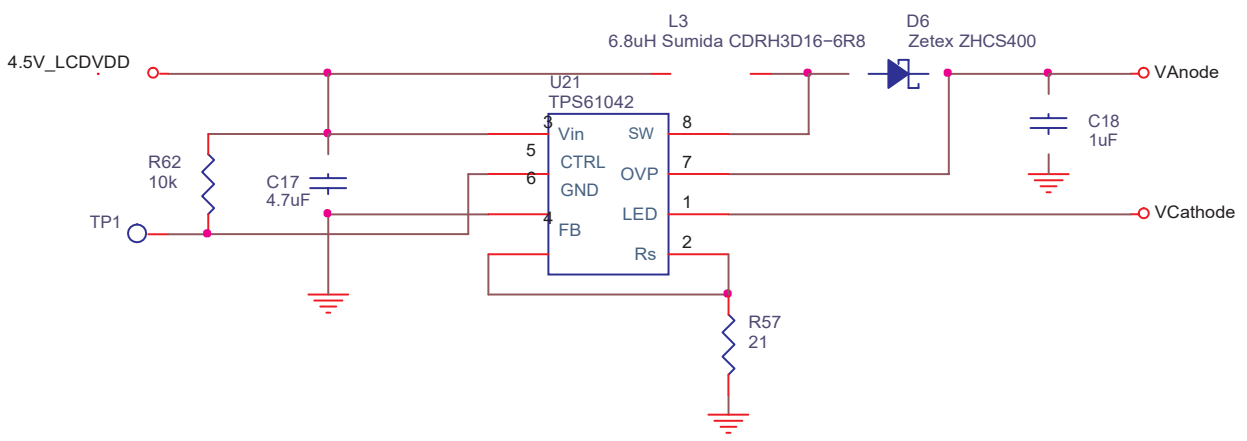 L3
6.8uH Sumida CDRH3D16−6R8
D6
Zetex ZHCS400
4.5V_LCDVDD
VAnode
U21
TPS61042
3
Vin
SW
8
C18
1uF
5
CTRL
OVP
7
R62
10k
C17
4.7uF
6
GND
LED
1
VCathode
TP1
4
FB
Rs
2
R57
21